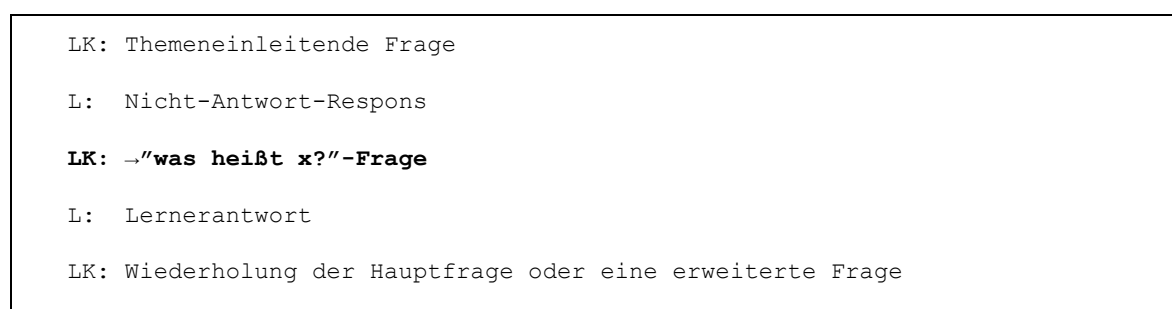 LK: Themeneinleitende Frage
L: Nicht-Antwort-Respons
LK: →”was heißt x?”-Frage
L: Lernerantwort
LK: Wiederholung der Hauptfrage oder eine erweiterte Frage